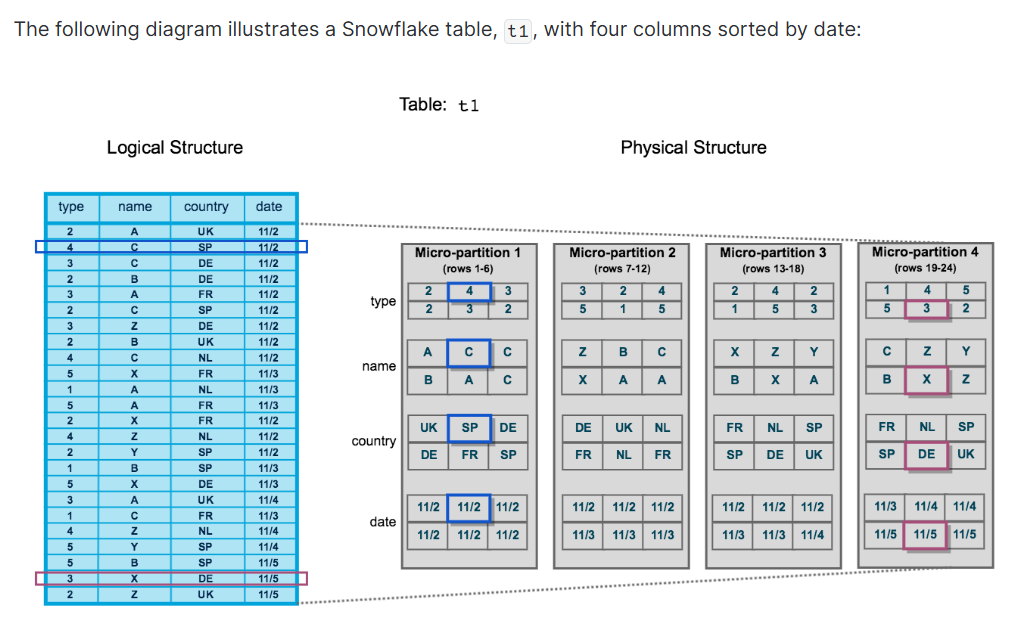 The following diagram illustrates a Snowflake table, t1, with four columns sorted by date:
Table: t1
Logical Structure
Physical Structure
type name country date
2 A UK 11/2
4 C SP 11/2
3 C DE 11/2
2 B DE 11/2
3 A FR 11/2
2 C SP 11/2
3 Z DE 11/2
2 B UK 11/2
4 C NL 11/2
5 X FR 11/3
1 A NL 11/3
5 A FR 11/3
2 X FR 11/2
4 Z NL 11/2
2 Y SP 11/2
1 B SP 11/3
5 X DE 11/3
3 A UK 11/4
1 C FR 11/3
4 Z NL 11/4
5 Y SP 11/4
5 B SP 11/5
3 X DE 11/5
2 Z UK 11/5
type
name
country
date
Micro-partition 1
(rows 1-6)
2 4 3
2 3 2
A C C
B A C
UK SP DE
DE FR SP
11/2 11/2 11/2
11/2 11/2 11/2
Micro-partition 2
(rows 7-12)
3 2 4
5 1 5
Z B C
X A A
DE UK NL
FR NL FR
11/2 11/2 11/2
11/3 11/3 11/3
Micro-partition 3
(rows 13-18)
2 4 2
1 5 3
X Z Y
B X A
FR NL SP
SP DE UK
11/2 11/2 11/2
11/3 11/3 11/4
Micro-partition 4
(rows 19-24)
1 4 5
5 3 2
C Z Y
B X Z
FR NL SP
SP DE UK
11/3 11/4 11/4
11/5 11/5 11/5